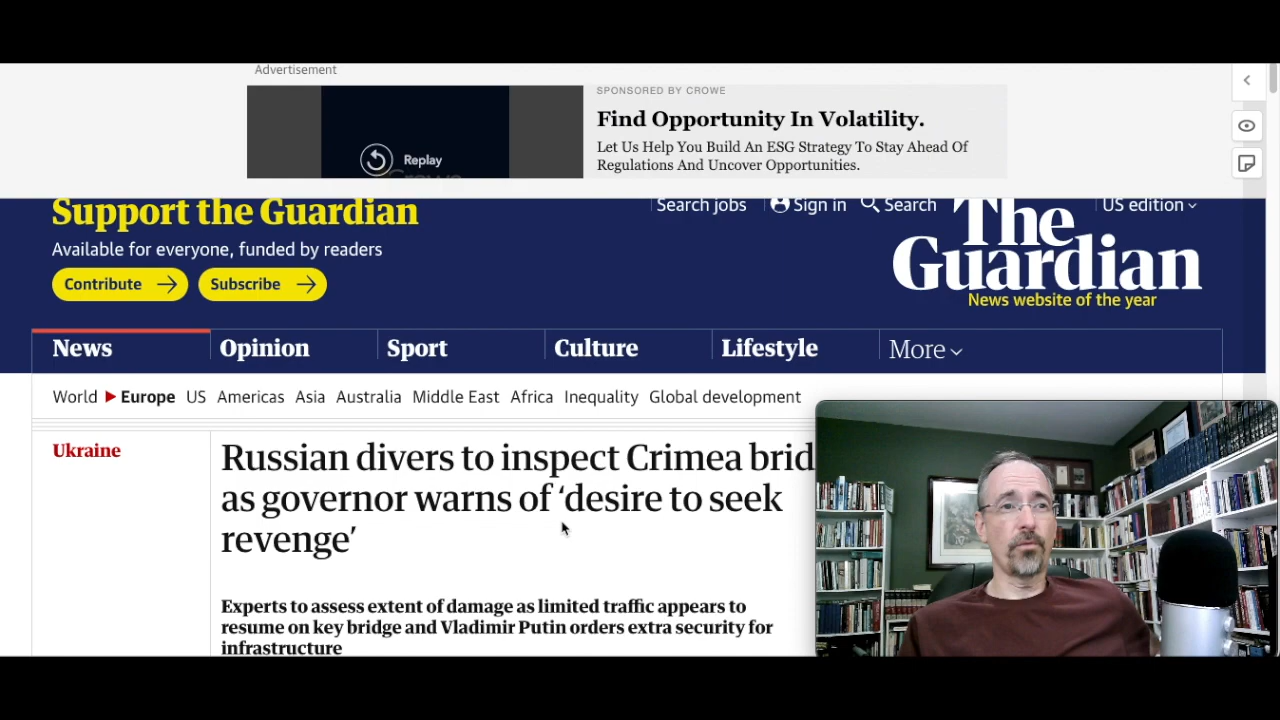 Advertisement
SPONSORED BY CROWE
Find Opportunity In Volatility.
Let Us Help You Build An ESG Strategy To Stay Ahead Of
Regulations And Uncover Opportunities.
Replay
Support the Guardian
Search jobs
Sign in
Search
US edition
Available for everyone, funded by readers
Contribute
Subscribe
The
Guardian
News website of the year
News
Opinion
Sport
Culture
Lifestyle
More
World
Europe
US
Americas
Asia
Australia
Middle East
Africa
Inequality
Global development
Ukraine
Russian divers to inspect Crimea brid
as governor warns of ‘desire to seek
revenge’
Experts to assess extent of damage as limited traffic appears to
resume on key bridge and Vladimir Putin orders extra security for
infrastructure